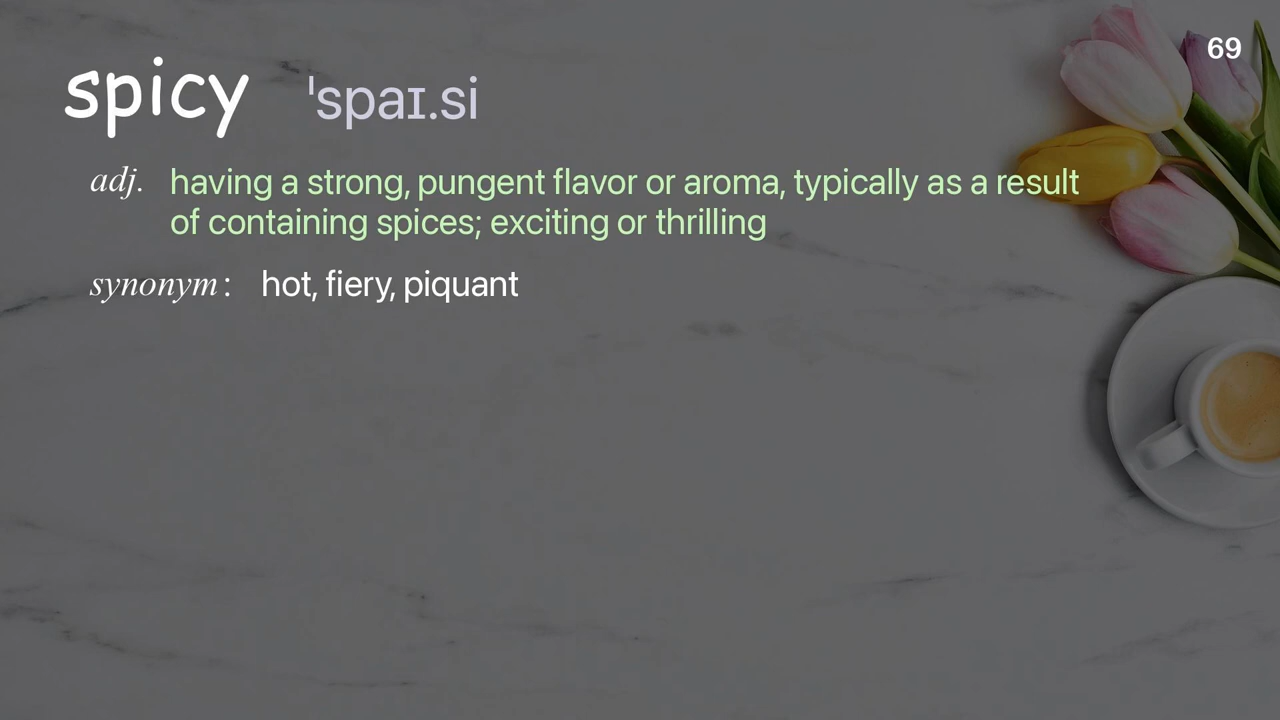 69
spicy ˈspaɪ.si
adj. having a strong, pungent flavor or aroma, typically as a result
of containing spices; exciting or thrilling
synonym : hot, fiery, piquant